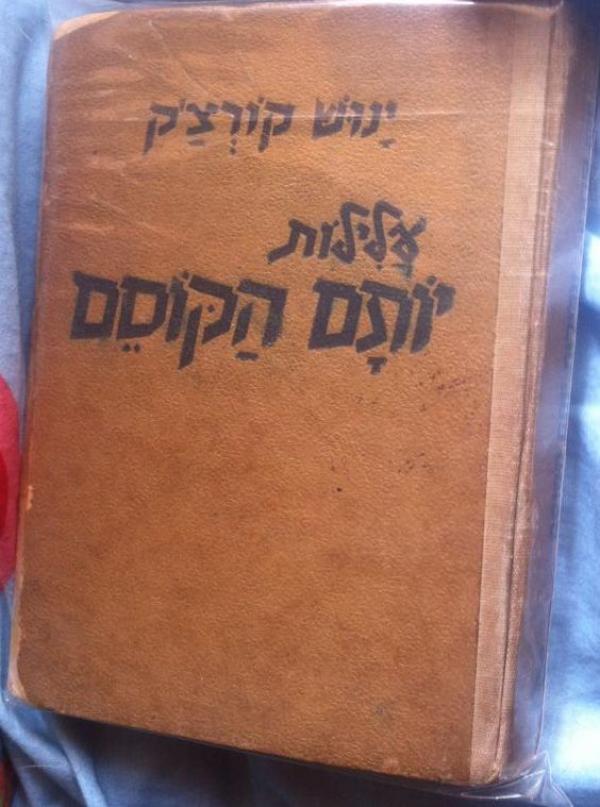 יָנוּשׁ קוֹרְצַ'ק
עֲלִילוֹת
יוֹתָם הַקּוֹסֵם